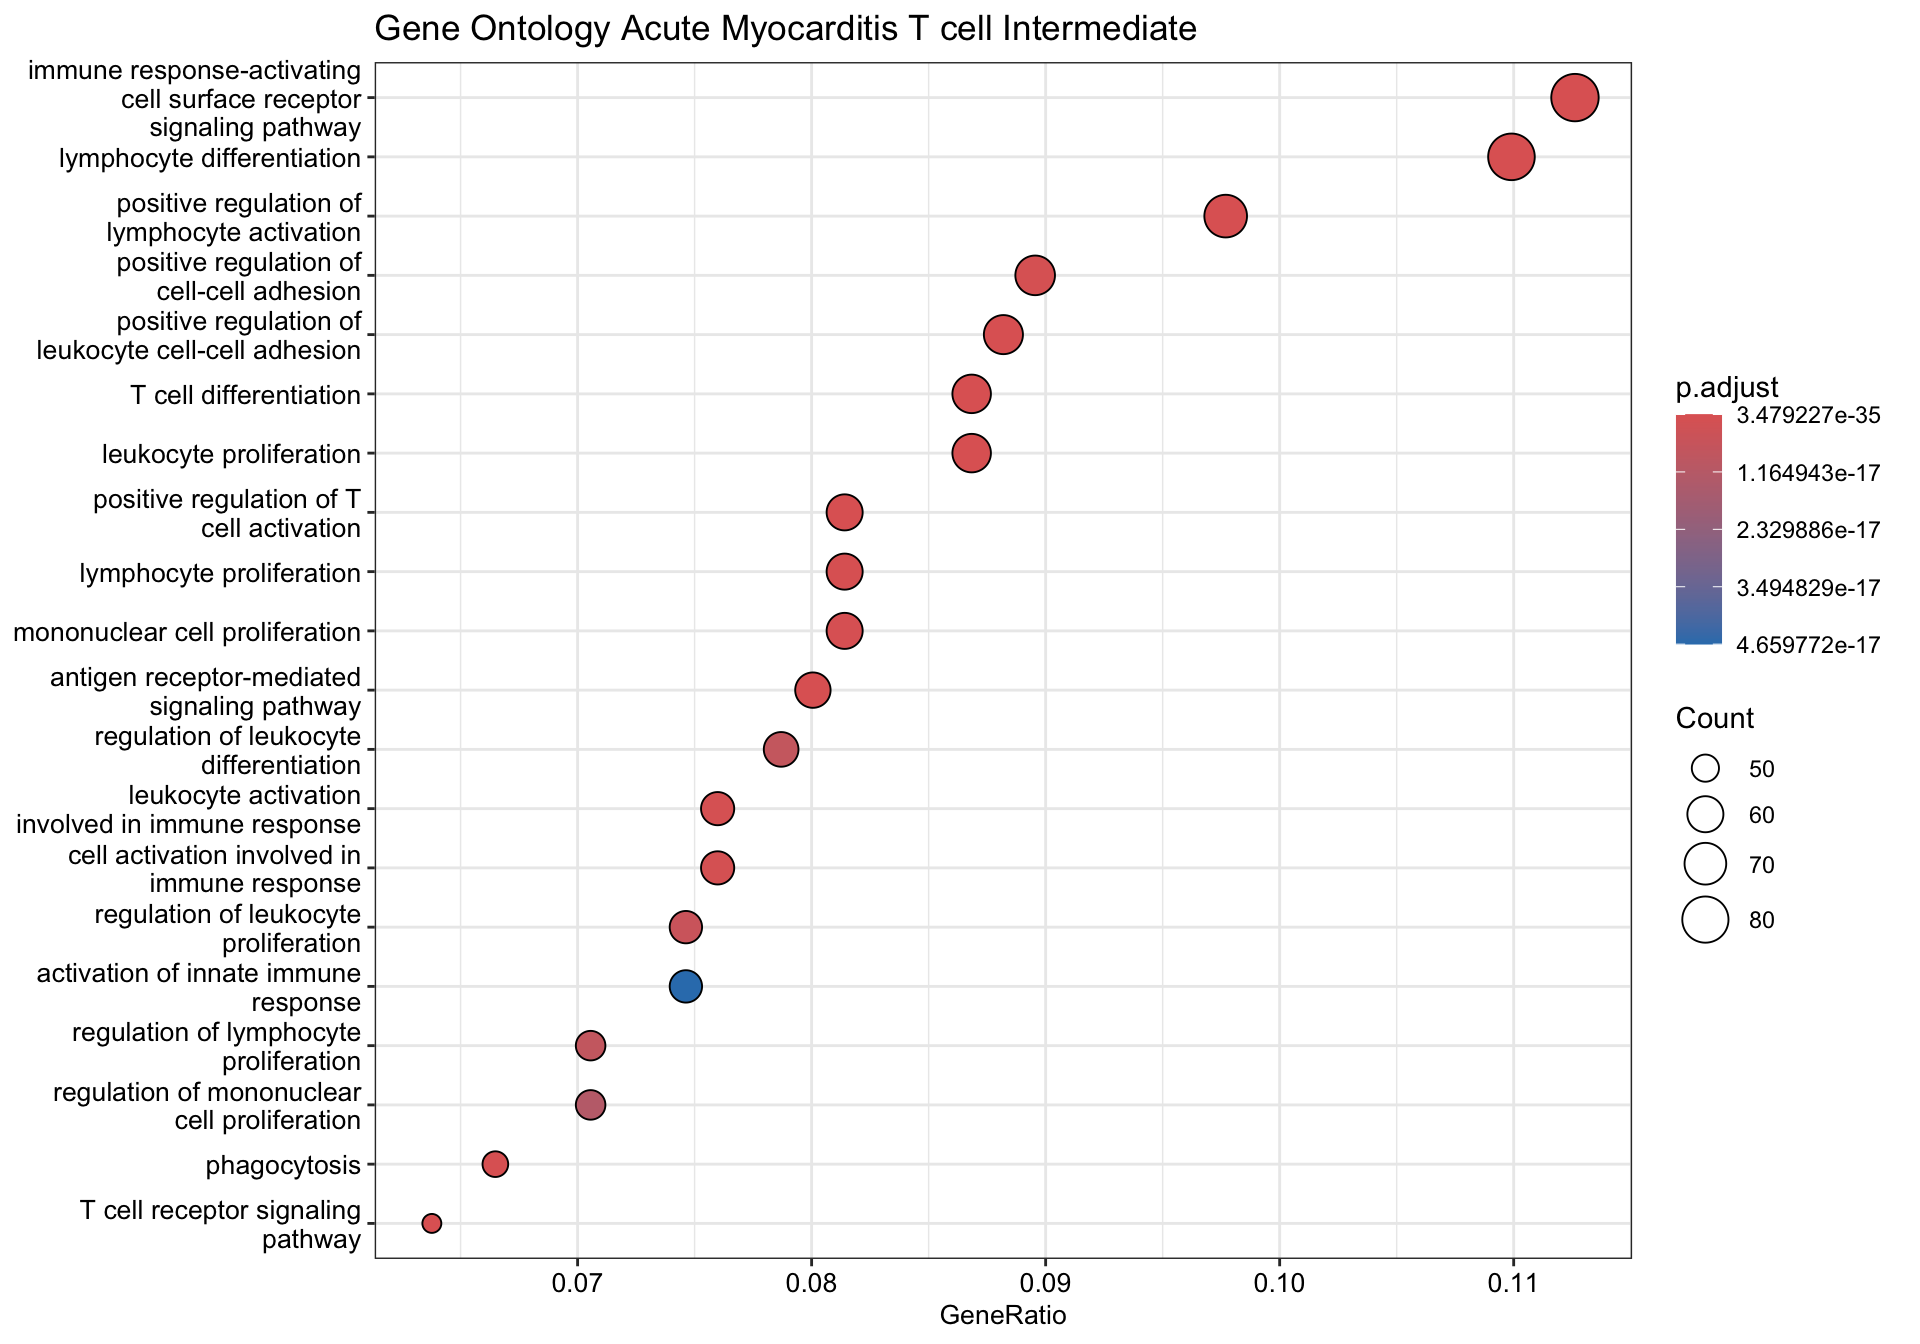 Gene Ontology Acute Myocarditis T cell Intermediate
immune response-activating
cell surface receptor
signaling pathway
lymphocyte differentiation
positive regulation of
lymphocyte activation
positive regulation of
cell-cell adhesion
positive regulation of
leukocyte cell-cell adhesion
T cell differentiation
leukocyte proliferation
positive regulation of T
cell activation
lymphocyte proliferation
mononuclear cell proliferation
antigen receptor-mediated
signaling pathway
regulation of leukocyte
differentiation
leukocyte activation
involved in immune response
cell activation involved in
immune response
regulation of leukocyte
proliferation
activation of innate immune
response
regulation of lymphocyte
proliferation
regulation of mononuclear
cell proliferation
phagocytosis
T cell receptor signaling
pathway
0.07 0.08 0.09 0.10 0.11
GeneRatio
p.adjust
3.479227e-35
1.164943e-17
2.329886e-17
3.494829e-17
4.659772e-17
Count
50
60
70
80